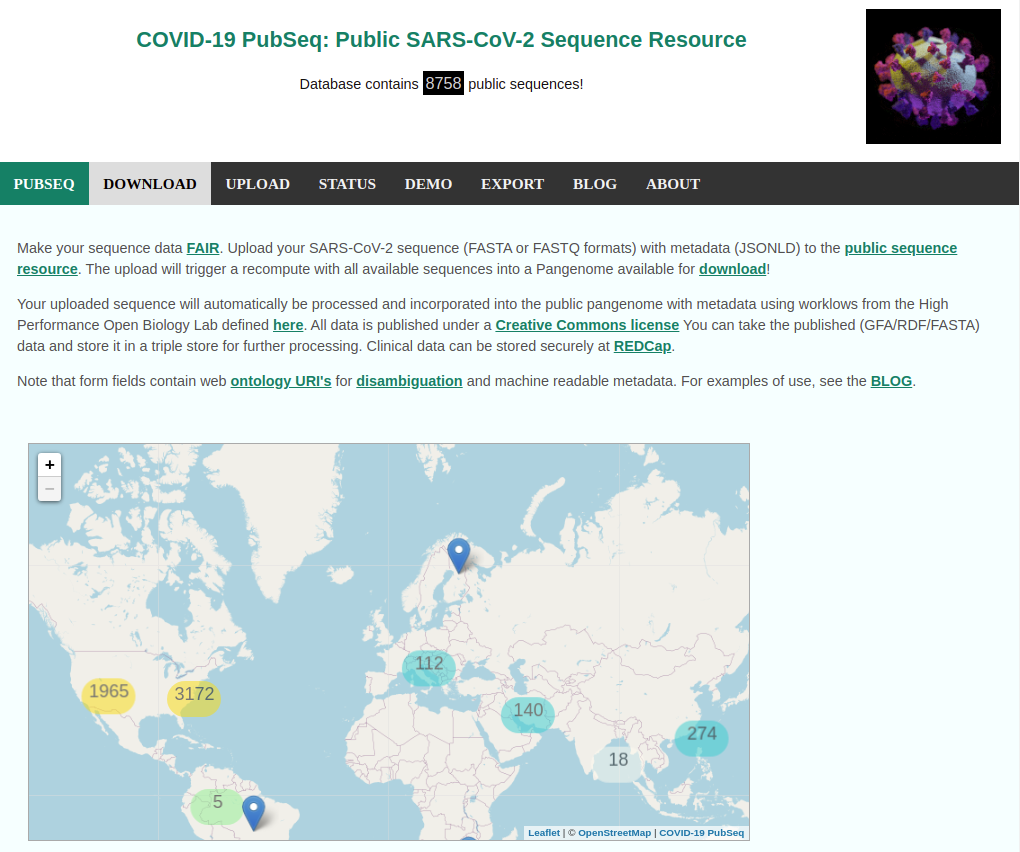 COVID-19 PubSeq: Public SARS-CoV-2 Sequence Resource
Database contains 8758 public sequences!
PUBSEQ DOWNLOAD UPLOAD STATUS DEMO EXPORT BLOG ABOUT
Make your sequence data FAIR. Upload your SARS-CoV-2 sequence (FASTA or FASTQ formats) with metadata (JSONLD) to the public sequence
resource. The upload will trigger a recompute with all available sequences into a Pangenome available for download!
Your uploaded sequence will automatically be processed and incorporated into the public pangenome with metadata using worklows from the High
Performance Open Biology Lab defined here. All data is published under a Creative Commons license You can take the published (GFA/RDF/FASTA)
data and store it in a triple store for further processing. Clinical data can be stored securely at REDCap.
Note that form fields contain web ontology URI's for disambiguation and machine readable metadata. For examples of use, see the BLOG.
+
−
112
1965
3172
140
274
18
5
Leaflet | © OpenStreetMap | COVID-19 PubSeq